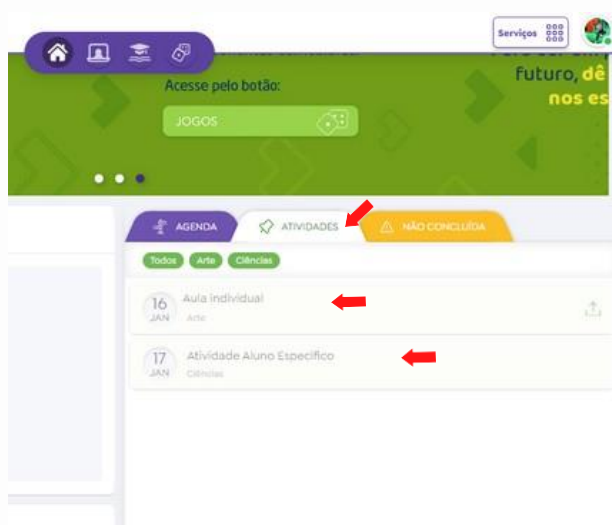 Serviços
Acesse pelo botão:
JOGOS
futuro, dê
nos es
AGENDA
ATIVIDADES
NÃO CONCLUÍDA
Todos
Arte
Ciências
16
JAN
Aula individual
Arte
17
JAN
Atividade Aluno Especifico
Ciências